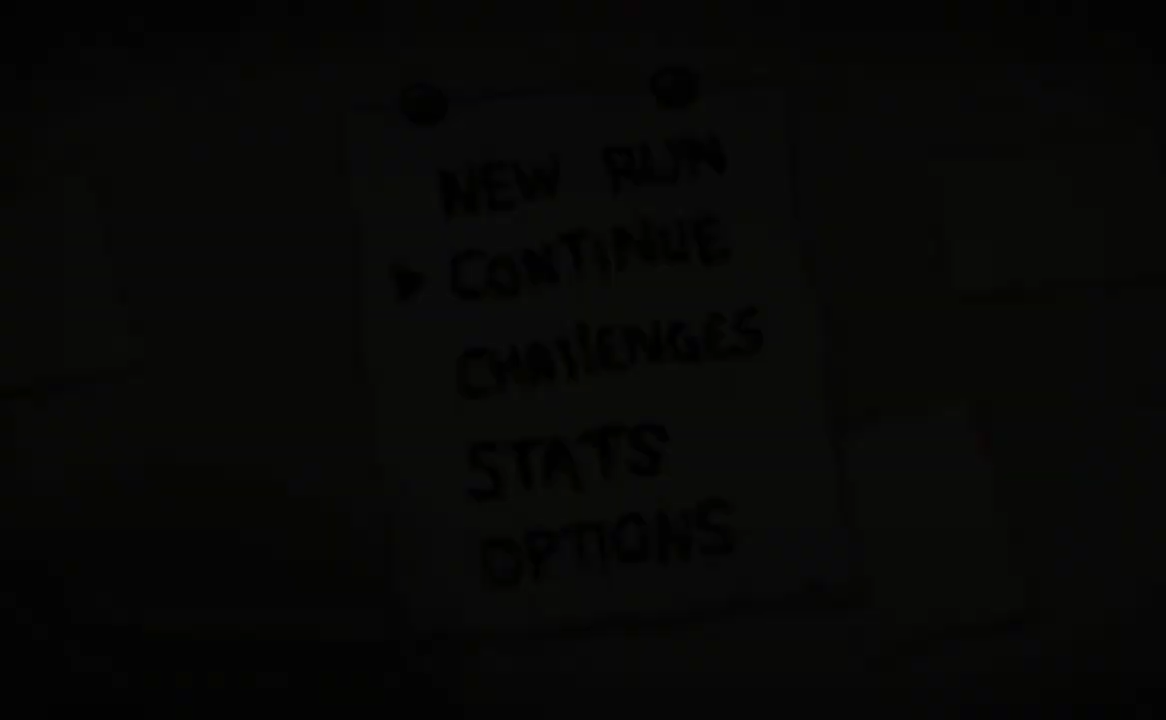 NEW RUN
CONTINUE
CHALLENGES
STATS
OPTIONS